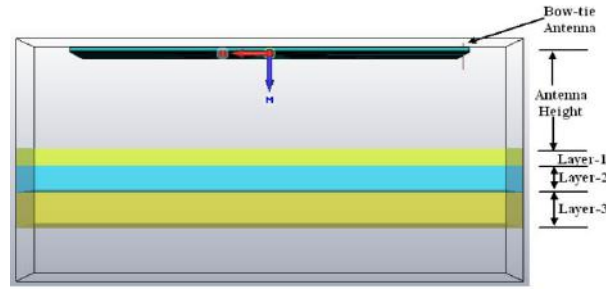 Bow-tie
Antenna
Antenna
Height
Layer-1
Layer-2
Layer-3